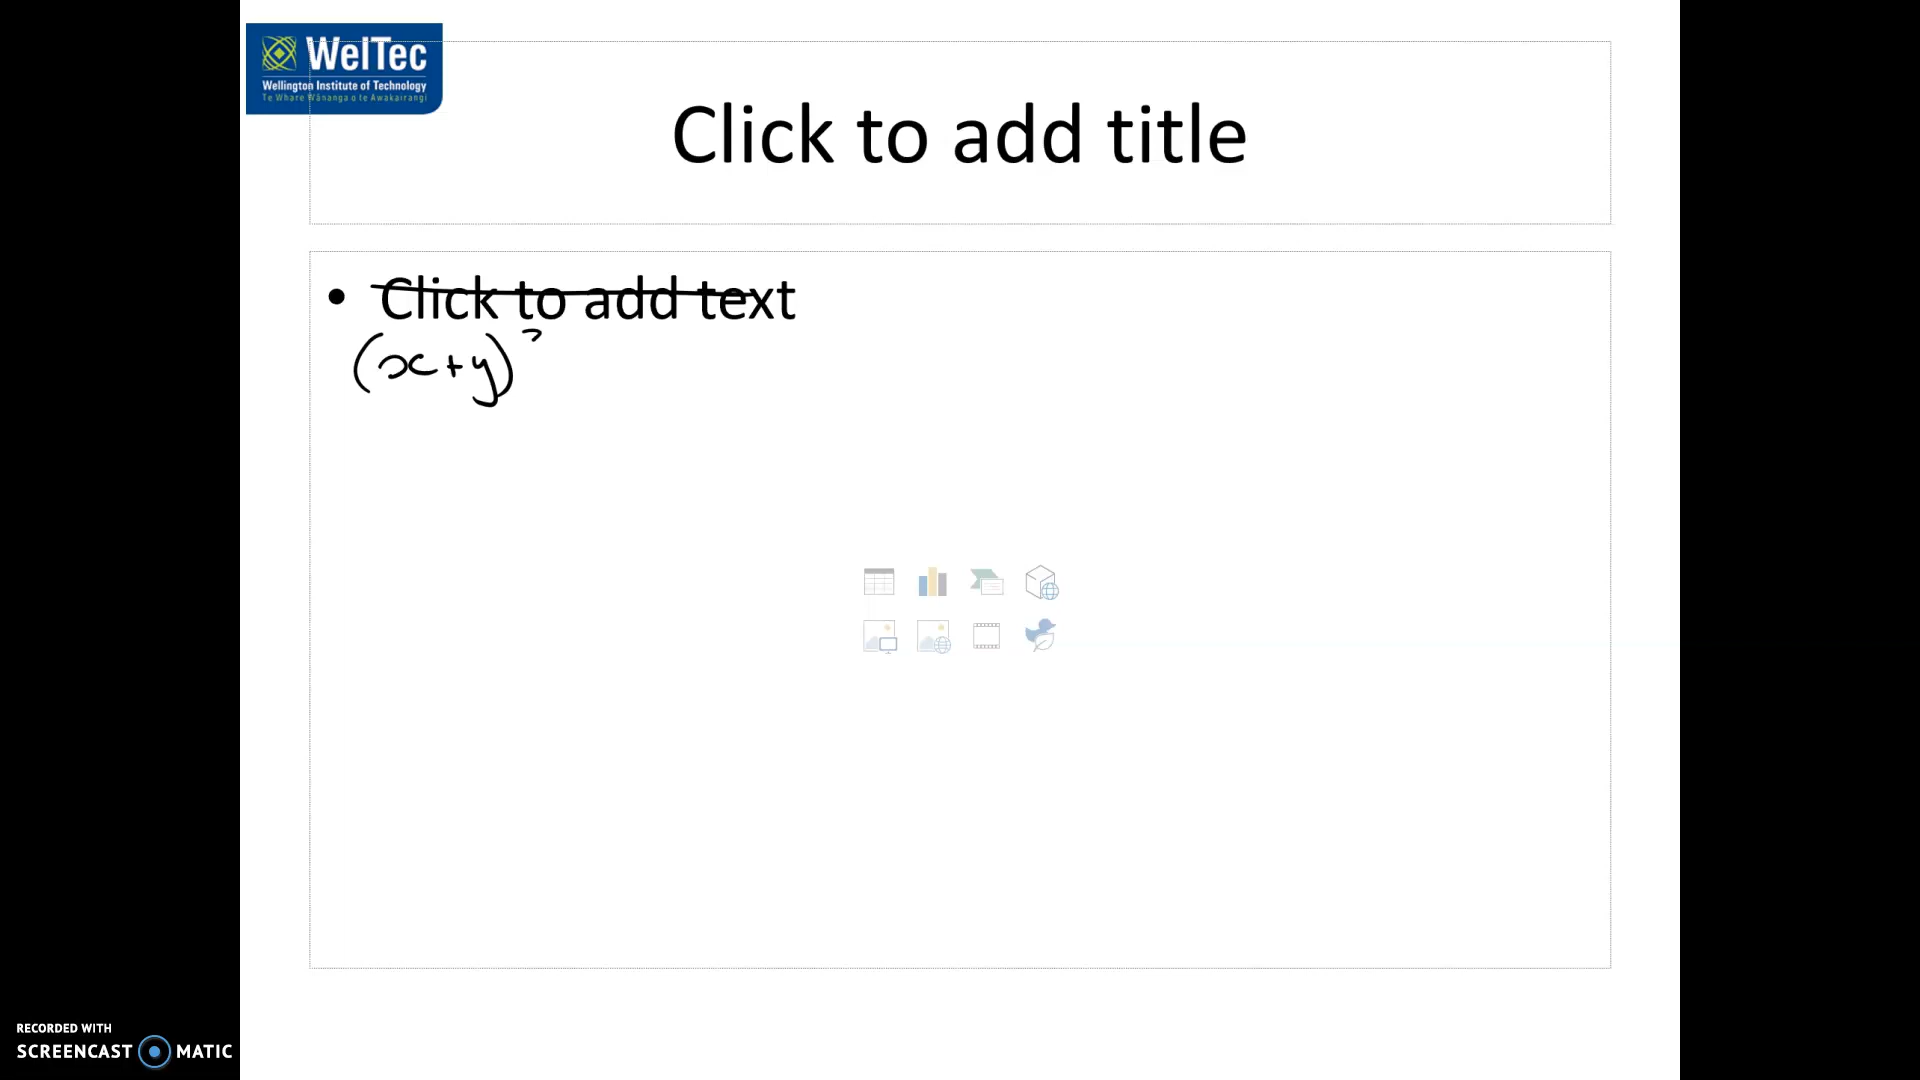 WelTec
Wellington Institute of Technology
Te Whare Wānanga o te Awakairangi
Click to add title
• Click to add text
(x+y)
RECORDED WITH
SCREENCAST MATIC